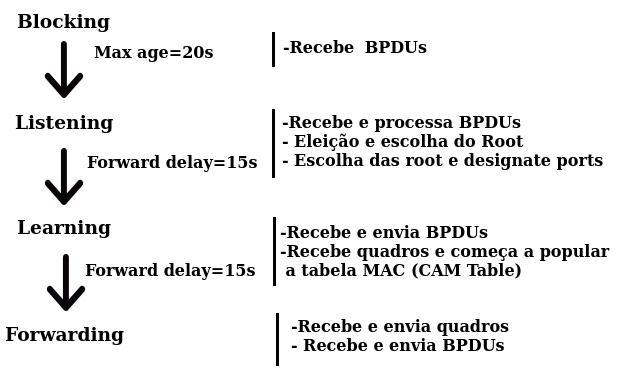 Blocking
Max age=20s
-Recebe  BPDUs
Listening
-Recebe e processa BPDUs
- Eleição e escolha do Root
- Escolha das root e designate ports
Forward delay=15s
Learning
-Recebe e envia BPDUs
-Recebe quadros e começa a popular
a tabela MAC (CAM Table)
Forward delay=15s
Forwarding
-Recebe e envia quadros
- Recebe e envia BPDUs